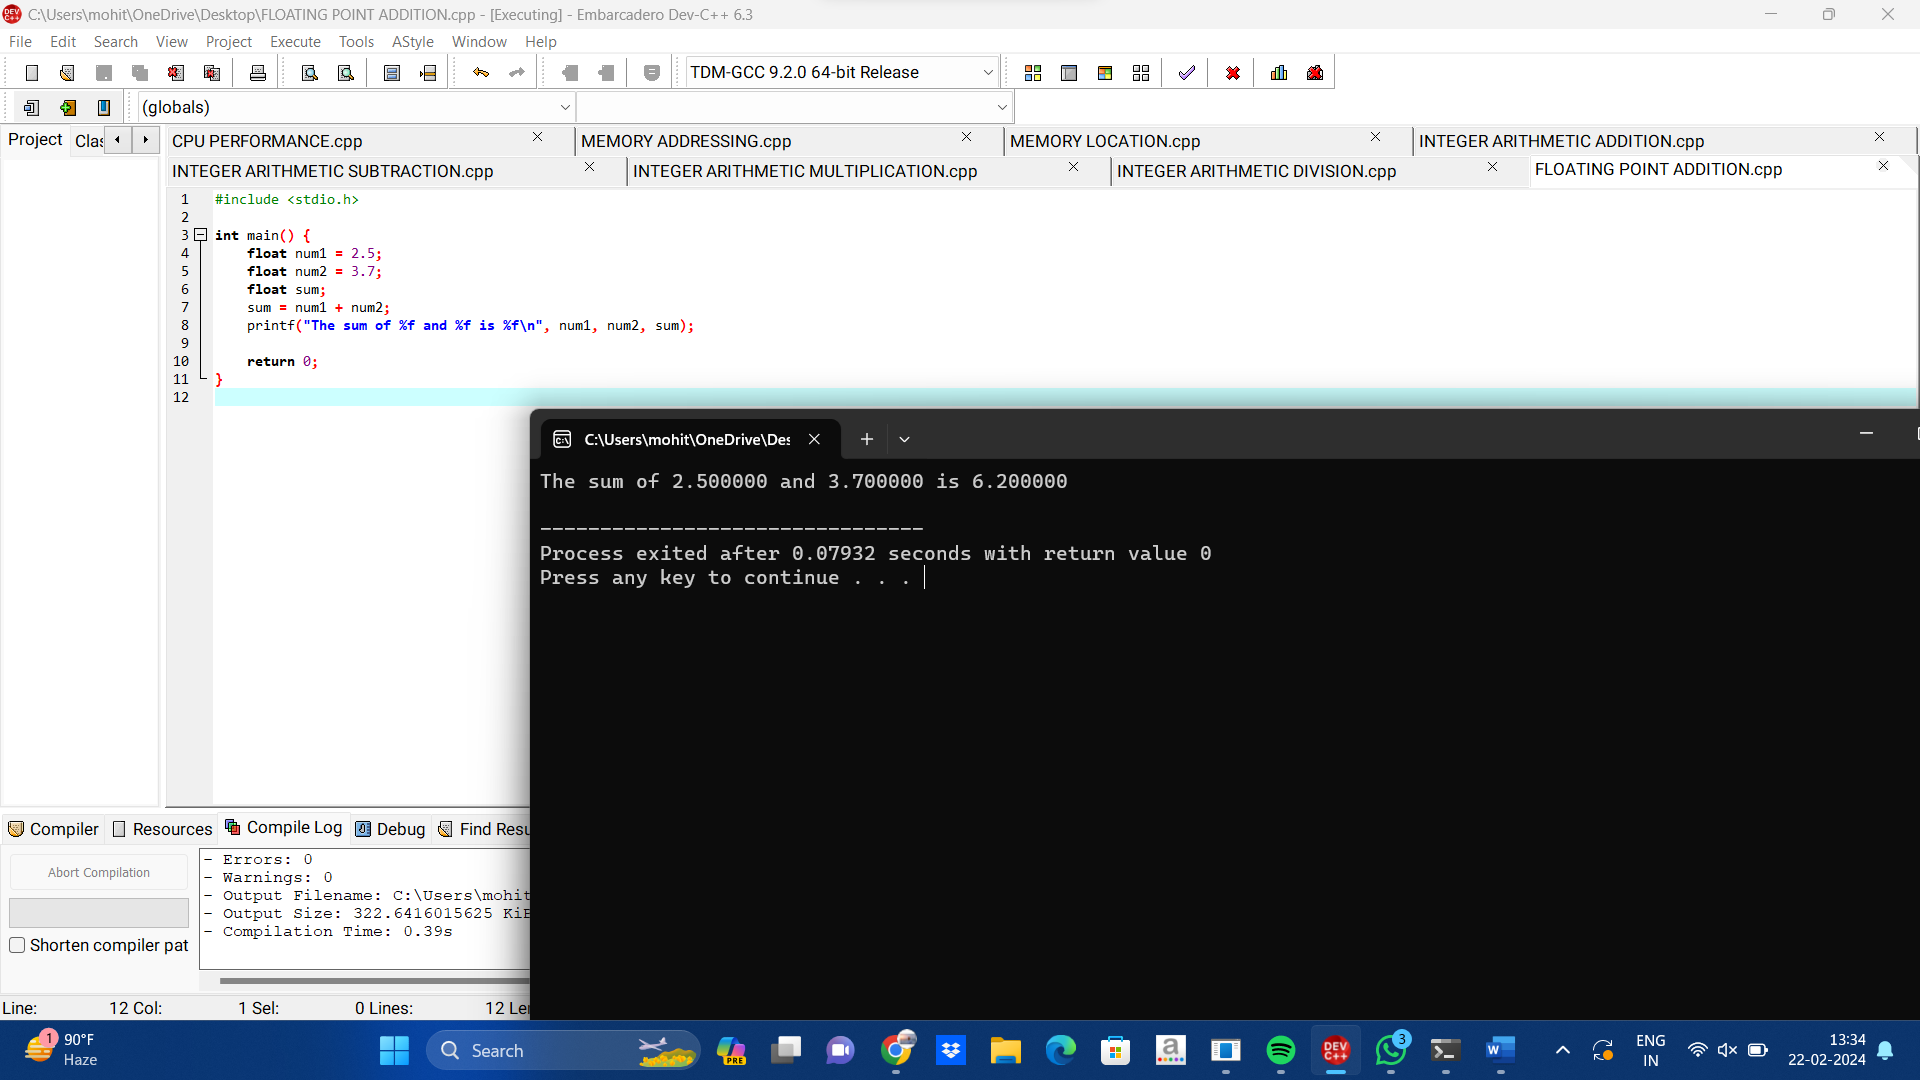 C:\Users\mohit\OneDrive\Desktop\FLOATING POINT ADDITION.cpp - [Executing] - Embarcadero Dev-C++ 6.3
File Edit Search View Project Execute Tools AStyle Window Help
TDM-GCC 9.2.0 64-bit Release
(globals)
Project Clas
CPU PERFORMANCE.cpp MEMORY ADDRESSING.cpp MEMORY LOCATION.cpp INTEGER ARITHMETIC ADDITION.cpp
INTEGER ARITHMETIC SUBTRACTION.cpp INTEGER ARITHMETIC MULTIPLICATION.cpp INTEGER ARITHMETIC DIVISION.cpp FLOATING POINT ADDITION.cpp
1 #include <stdio.h>
2
3 int main() {
4 float num1 = 2.5;
5 float num2 = 3.7;
6 float sum;
7 sum = num1 + num2;
8 printf("The sum of %f and %f is %f\n", num1, num2, sum);
9
10 return 0;
11 }
12
C:\Users\mohit\OneDrive\Des
The sum of 2.500000 and 3.700000 is 6.200000
--------------------------------
Process exited after 0.07932 seconds with return value 0
Press any key to continue . . .
Compiler Resources Compile Log Debug Find Resu
Abort Compilation
Shorten compiler pat
- Errors: 0
- Warnings: 0
- Output Filename: C:\Users\mohit
- Output Size: 322.6416015625 KiB
- Compilation Time: 0.39s
Line: 12 Col: 1 Sel: 0 Lines: 12 Le
1
90°F
Haze
Search
PRE
DEV C++
3
ENG
IN
13:34
22-02-2024